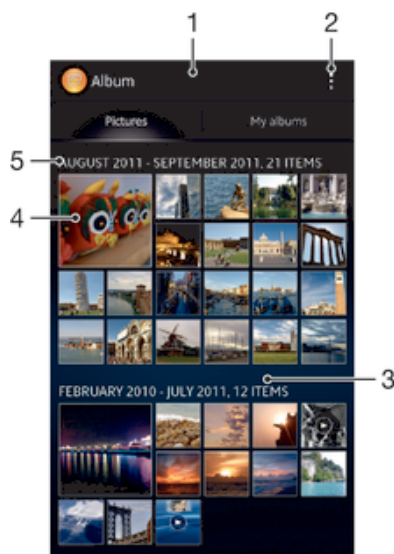 1
2
Album
Pictures
My albums
5
AUGUST 2011 - SEPTEMBER 2011, 21 ITEMS
4
3
FEBRUARY 2010 - JULY 2011, 12 ITEMS